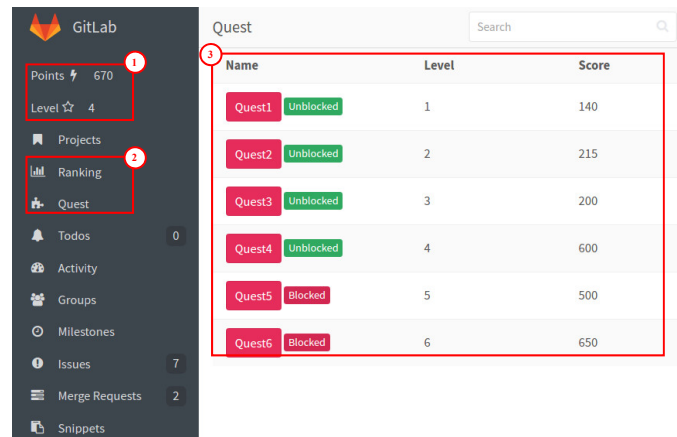 GitLab
Quest
Search
1
Points 670
Level 4
Projects
2
Ranking
Quest
Todos 0
Activity
Groups
Milestones
Issues 7
Merge Requests 2
Snippets
3
Name Level Score
Quest1 Unblocked 1 140
Quest2 Unblocked 2 215
Quest3 Unblocked 3 200
Quest4 Unblocked 4 600
Quest5 Blocked 5 500
Quest6 Blocked 6 650